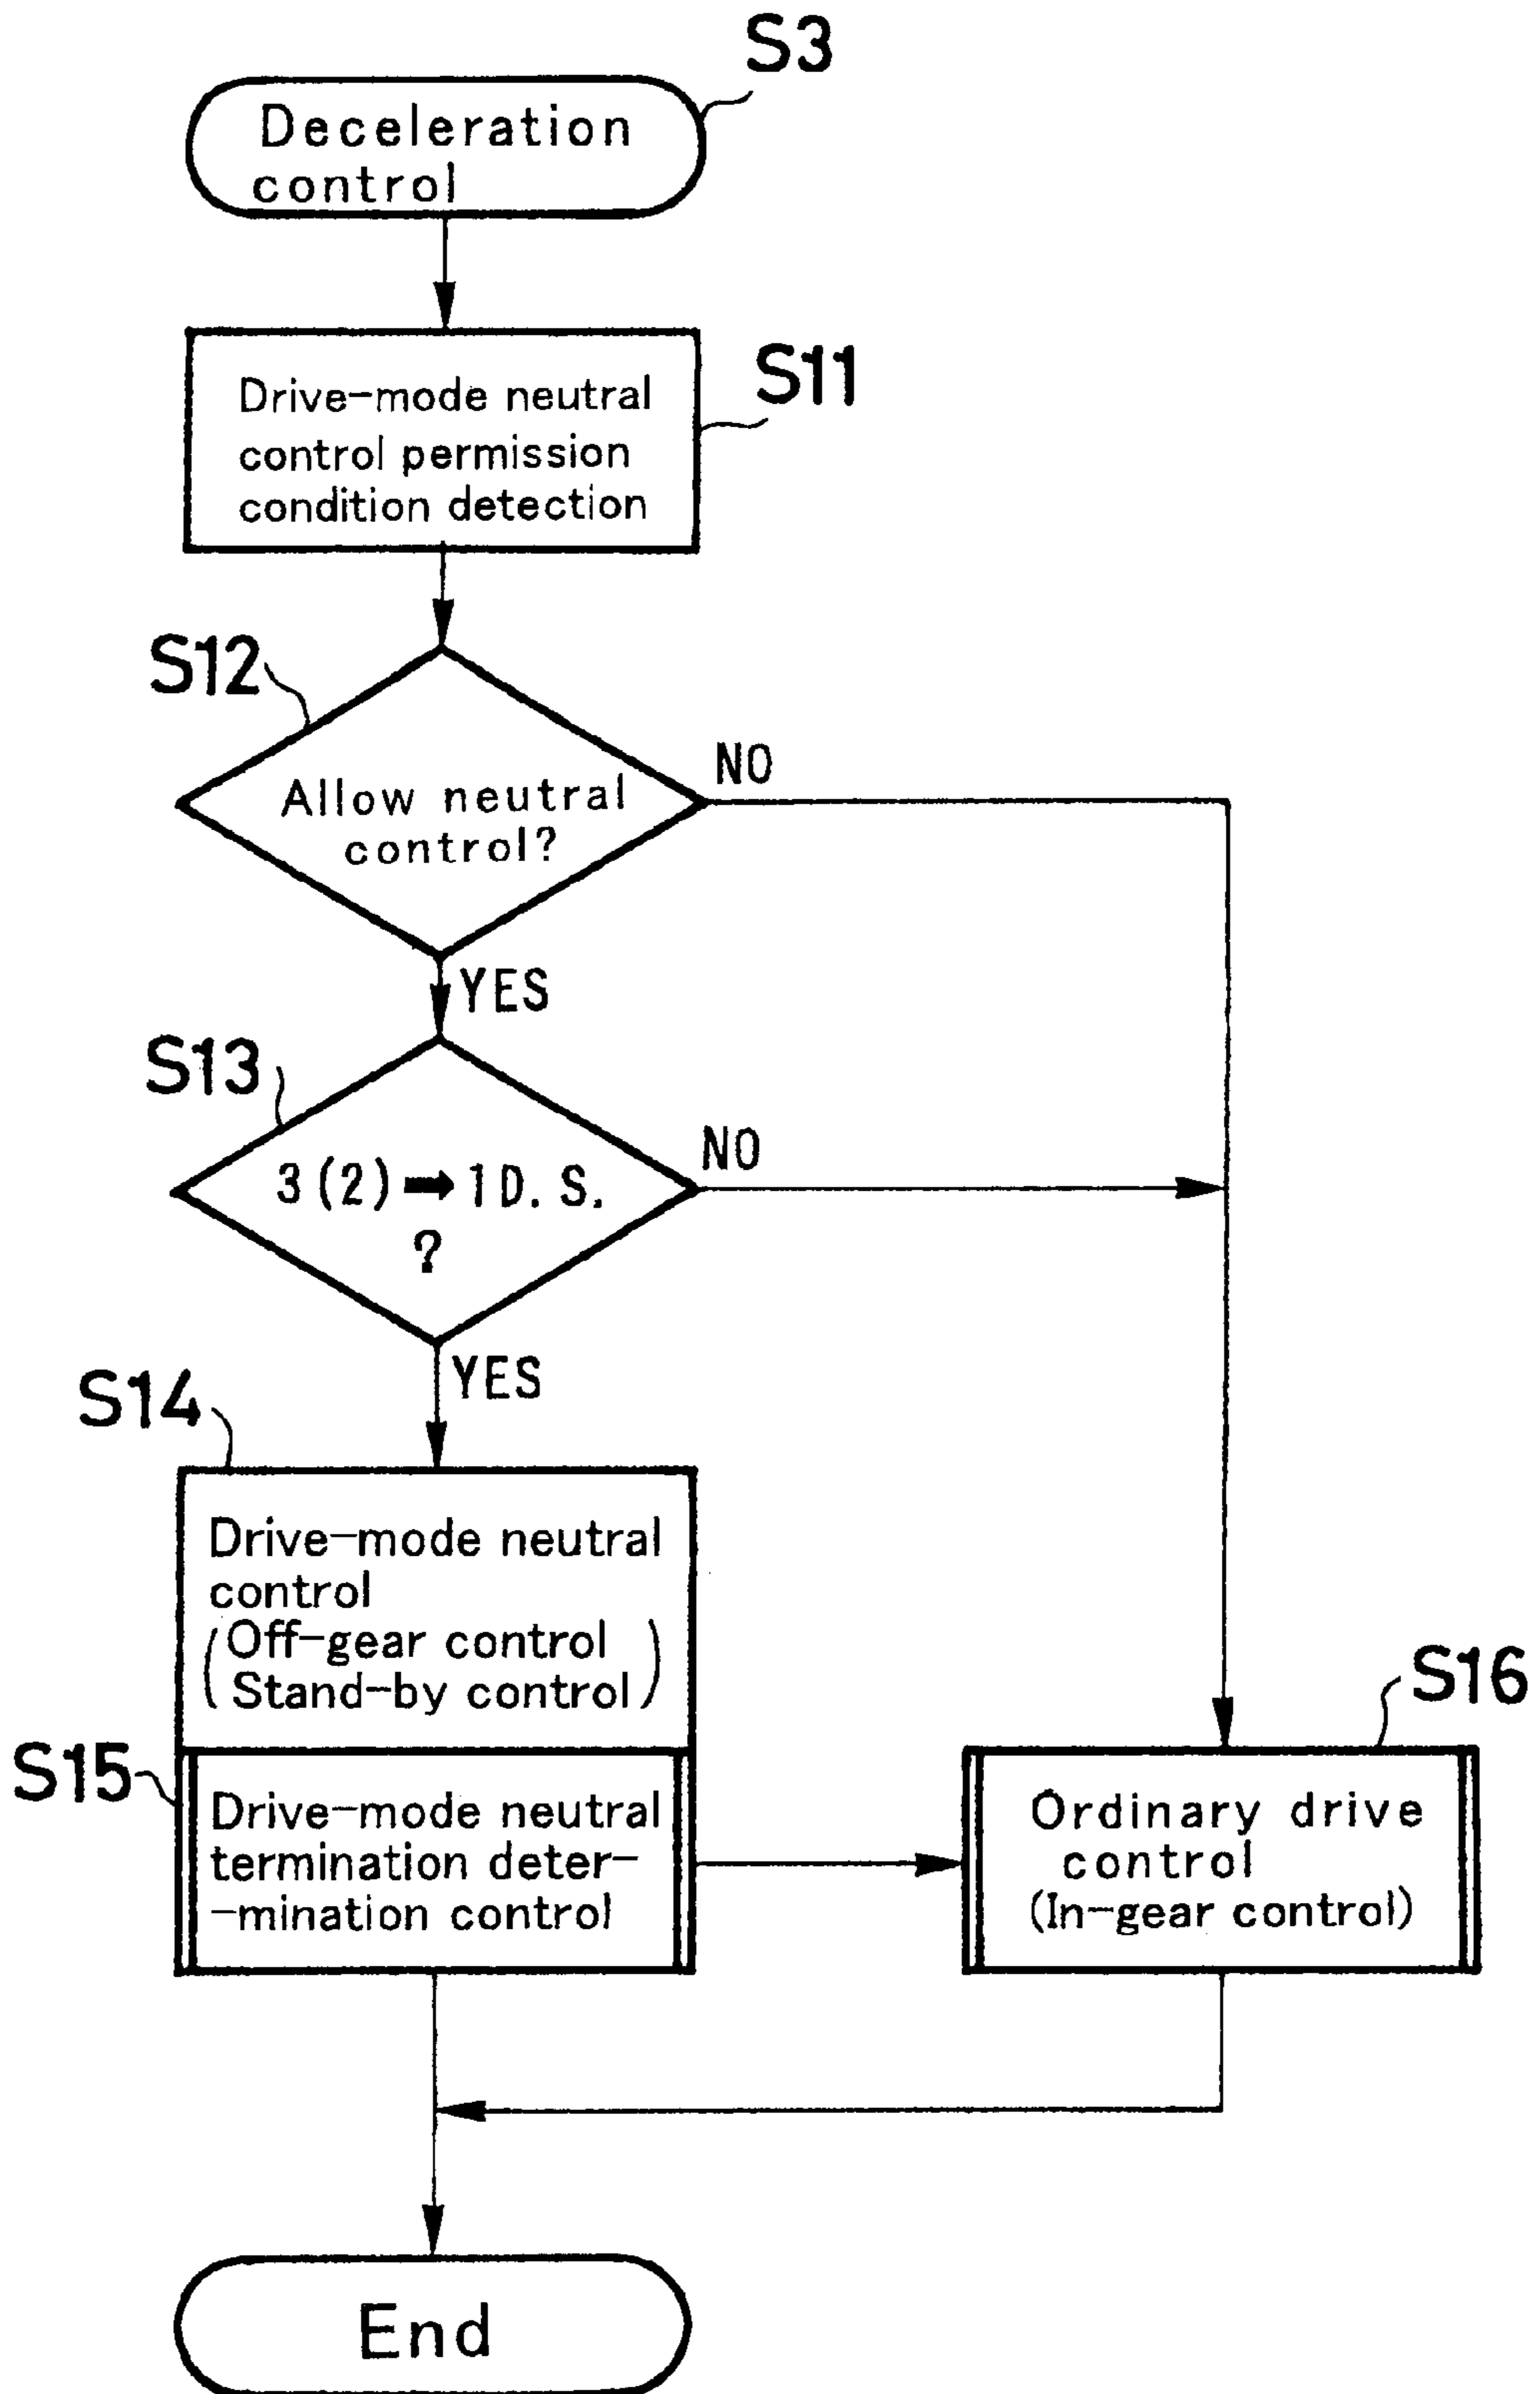 S3
Deceleration
control
S11
Drive-mode neutral
control permission
condition detection
S12
Allow neutral
control?
NO
YES
S13
3(2)➡1D.S.
?
NO
YES
S14
Drive-mode neutral
control
(Off-gear control
Stand-by control)
S15
Drive-mode neutral
termination deter-
-mination control
S16
Ordinary drive
control
(In-gear control)
End